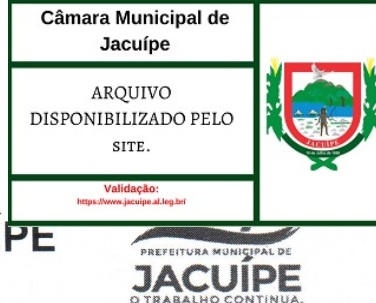 Câmara Municipal de
Jacuípe
ARQUIVO
DISPONIBILIZADO PELO
SITE.
Validação:
https://www.jacuipe.al.leg.br/
JACUÍPE
PE
PREFEITURA MUNICIPAL DE
JACUÍPE
O TRABALHO CONTINUA.